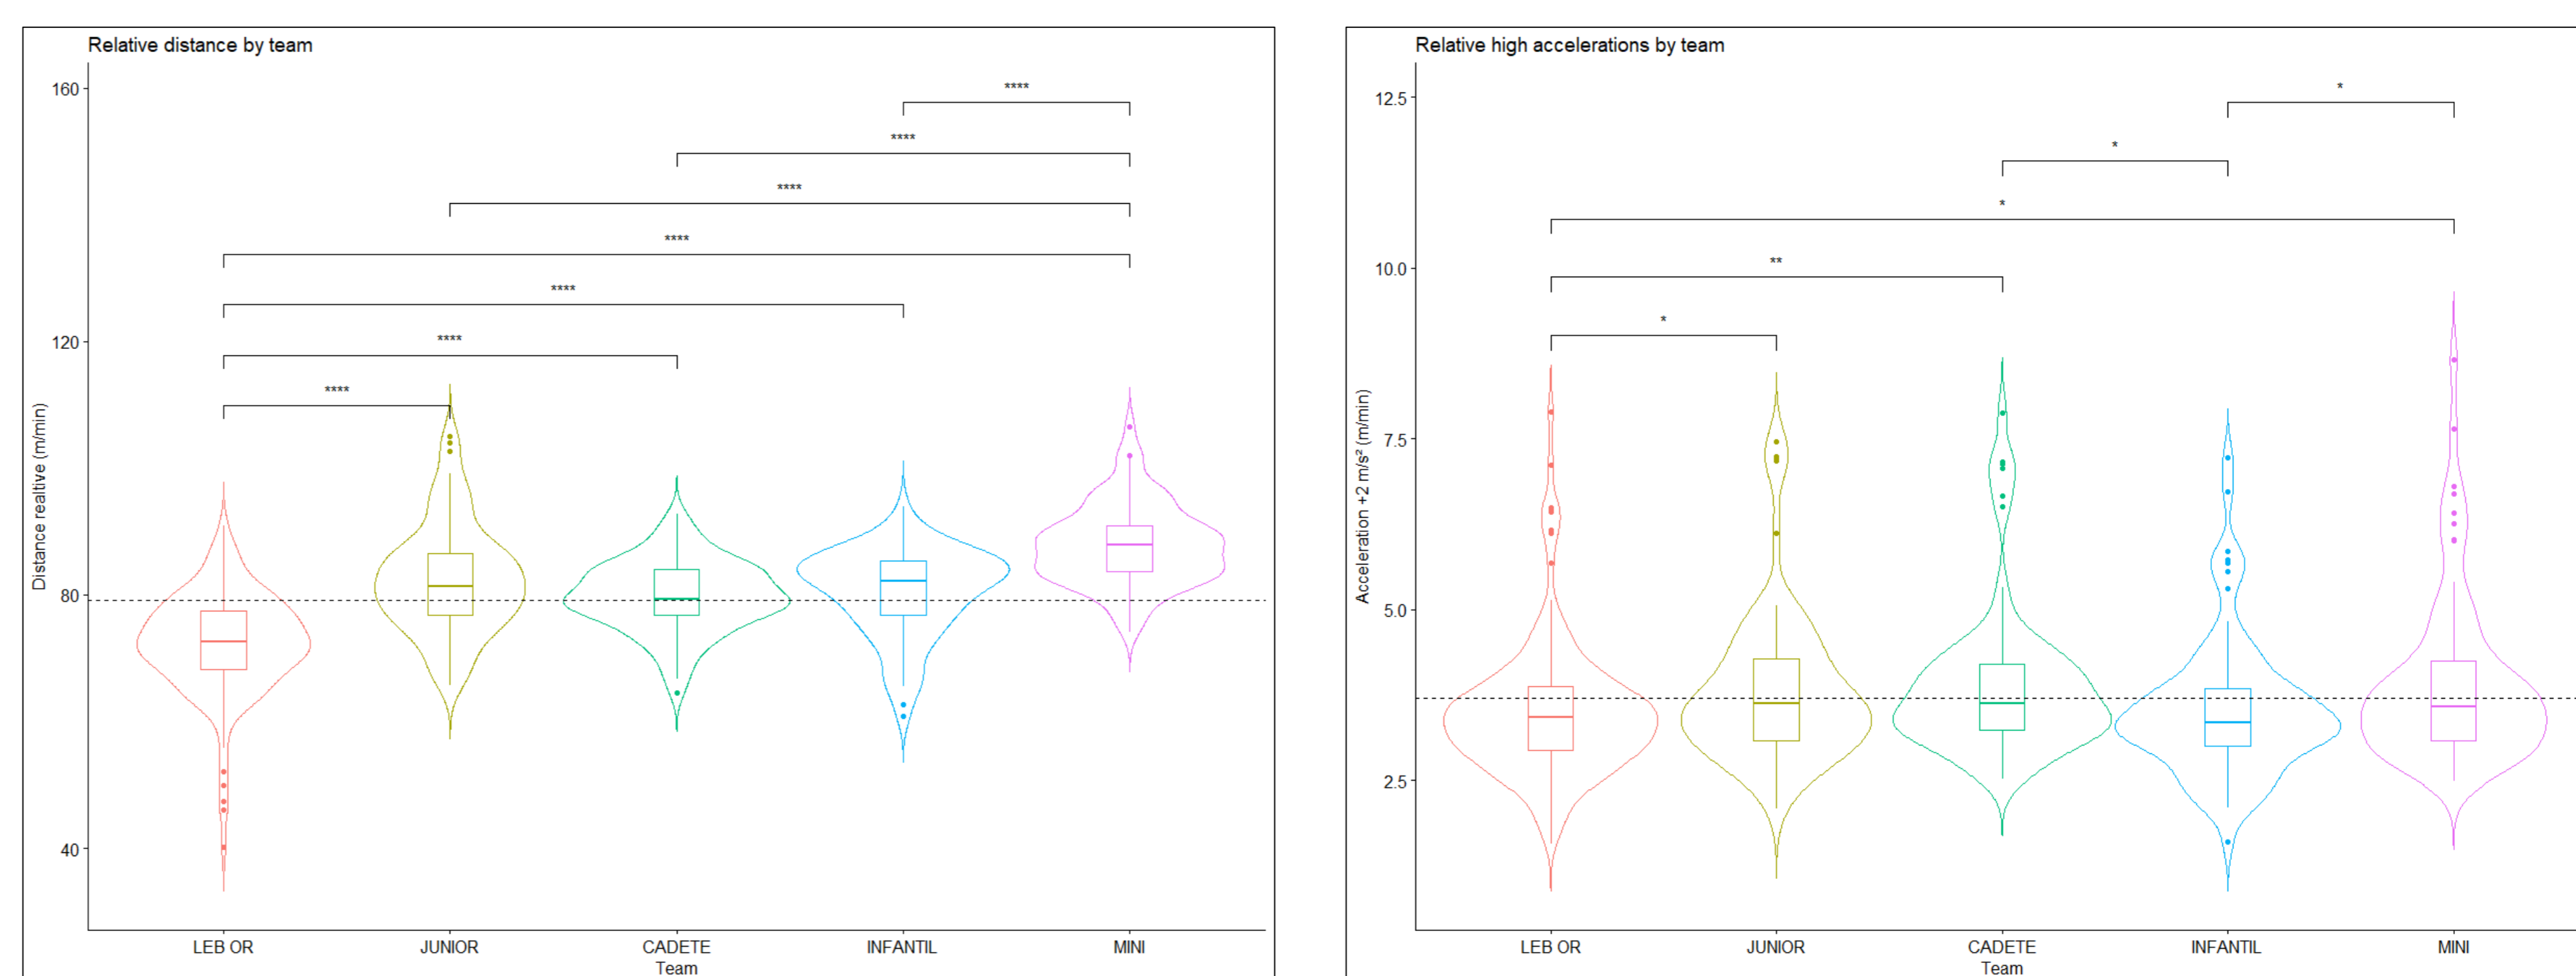 Relative distance by team
160
120
80
40
Distance realtive (m/min)
****
****
****
****
****
****
****
LEB OR JUNIOR CADETE INFANTIL MINI
Team
Relative high accelerations by team
12.5
10.0
7.5
5.0
2.5
Acceleration +2 m/s² (m/min)
*
*
*
**
*
LEB OR JUNIOR CADETE INFANTIL MINI
Team